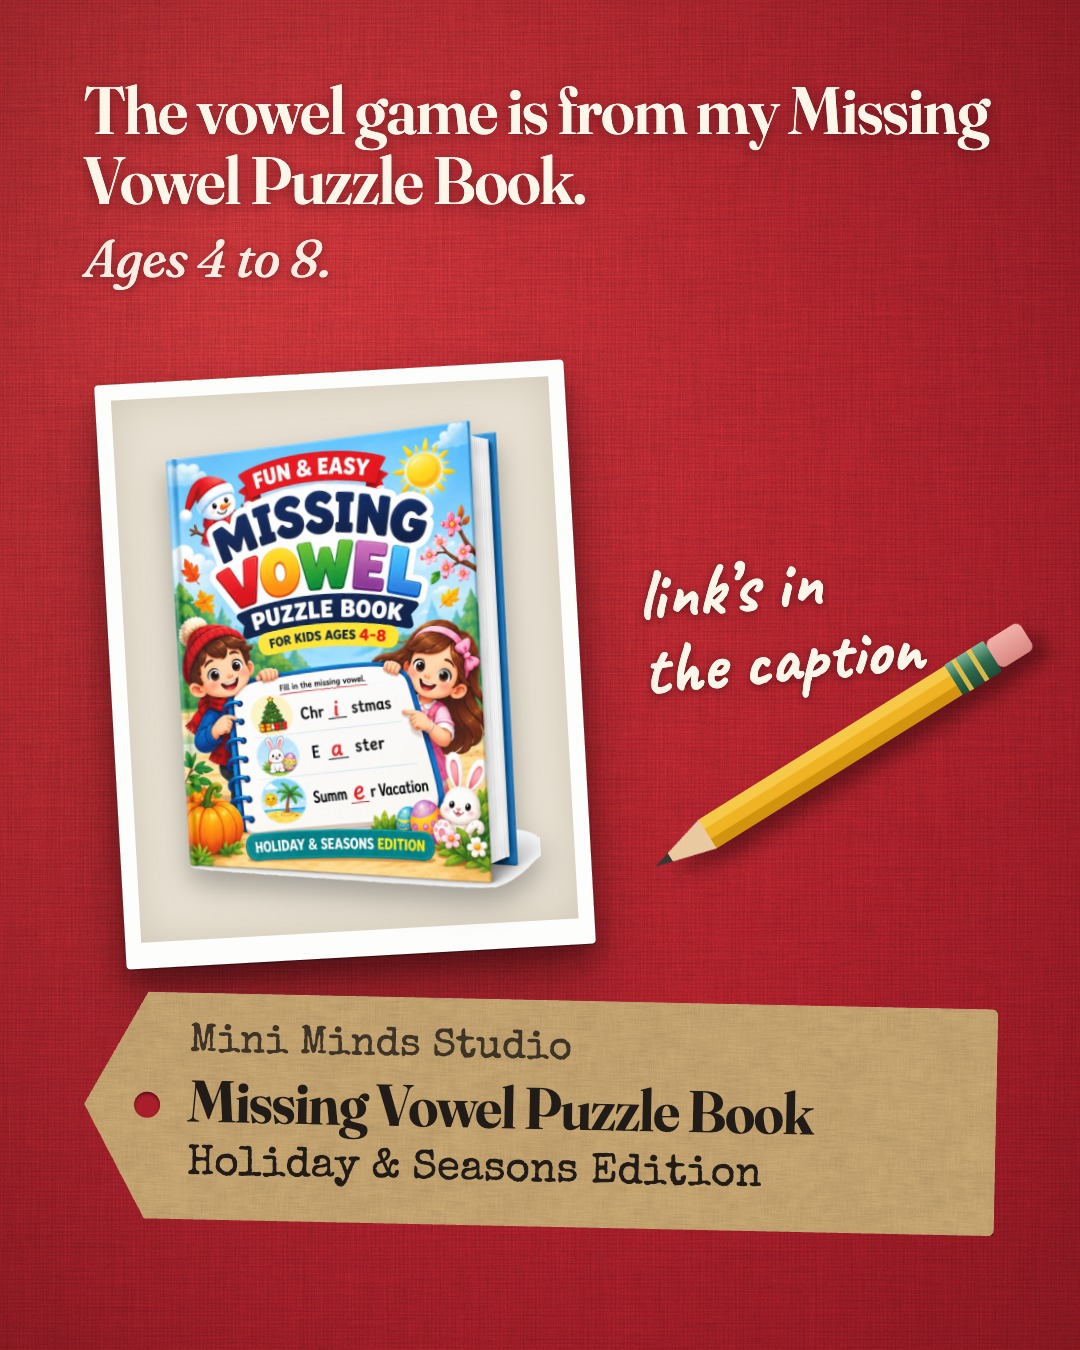 The vowel game is from my Missing
Vowel Puzzle Book.
Ages 4 to 8.
FUN & EASY
MISSING
VOWEL
PUZZLE BOOK
FOR KIDS AGES 4-8
Fill in the missing vowel.
Chr i stmas
E a ster
Summ e r Vacation
HOLIDAY & SEASONS EDITION
link's in
the caption
Mini Minds Studio
Missing Vowel Puzzle Book
Holiday & Seasons Edition